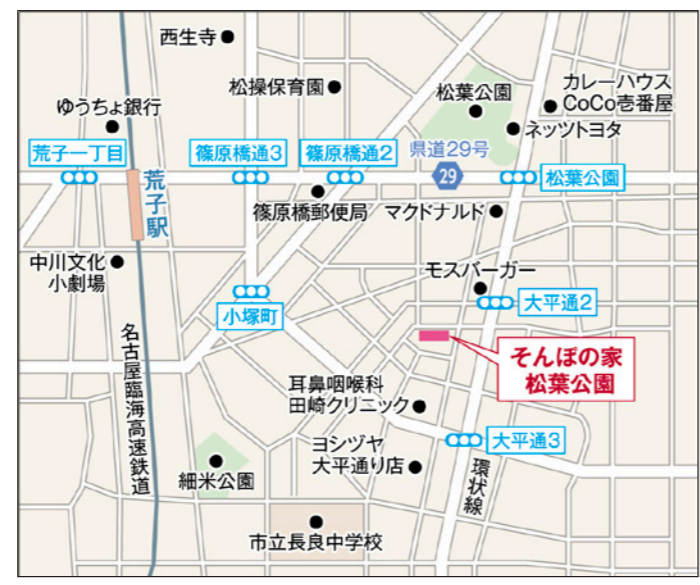 西生寺
松操保育園
松葉公園
カレーハウス
CoCo壱番屋
ゆうちょ銀行
ネッツトヨタ
荒子一丁目
篠原橋通3
篠原橋通2
県道29号
29
松葉公園
荒子駅
篠原橋郵便局
マクドナルド
中川文化
小劇場
モスバーガー
小塚町
大平通2
名古屋臨海高速鉄道
そんぽの家
松葉公園
耳鼻咽喉科
田崎クリニック
ヨシヅヤ
大平通り店
大平通3
環状線
細米公園
市立長良中学校